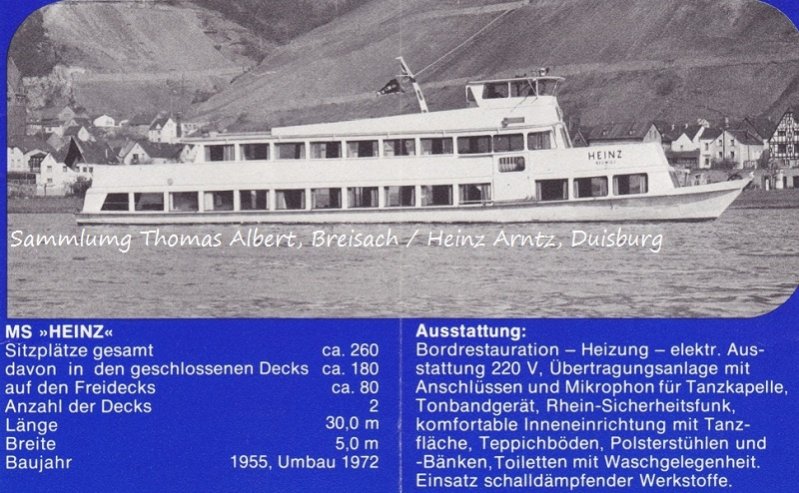 HEINZ
Sammlumg Thomas Albert, Breisach / Heinz Arntz, Duisburg
MS »HEINZ«
Sitzplätze gesamt ca. 260
davon in den geschlossenen Decks ca. 180
auf den Freidecks ca. 80
Anzahl der Decks 2
Länge 30,0 m
Breite 5,0 m
Baujahr 1955, Umbau 1972
Ausstattung:
Bordrestauration – Heizung – elektr. Aus-
stattung 220 V, Übertragungsanlage mit
Anschlüssen und Mikrophon für Tanzkapelle,
Tonbandgerät, Rhein-Sicherheitsfunk,
komfortable Inneneinrichtung mit Tanz-
fläche, Teppichböden, Polsterstühlen und
-Bänken, Toiletten mit Waschgelegenheit.
Einsatz schalldämpfender Werkstoffe.